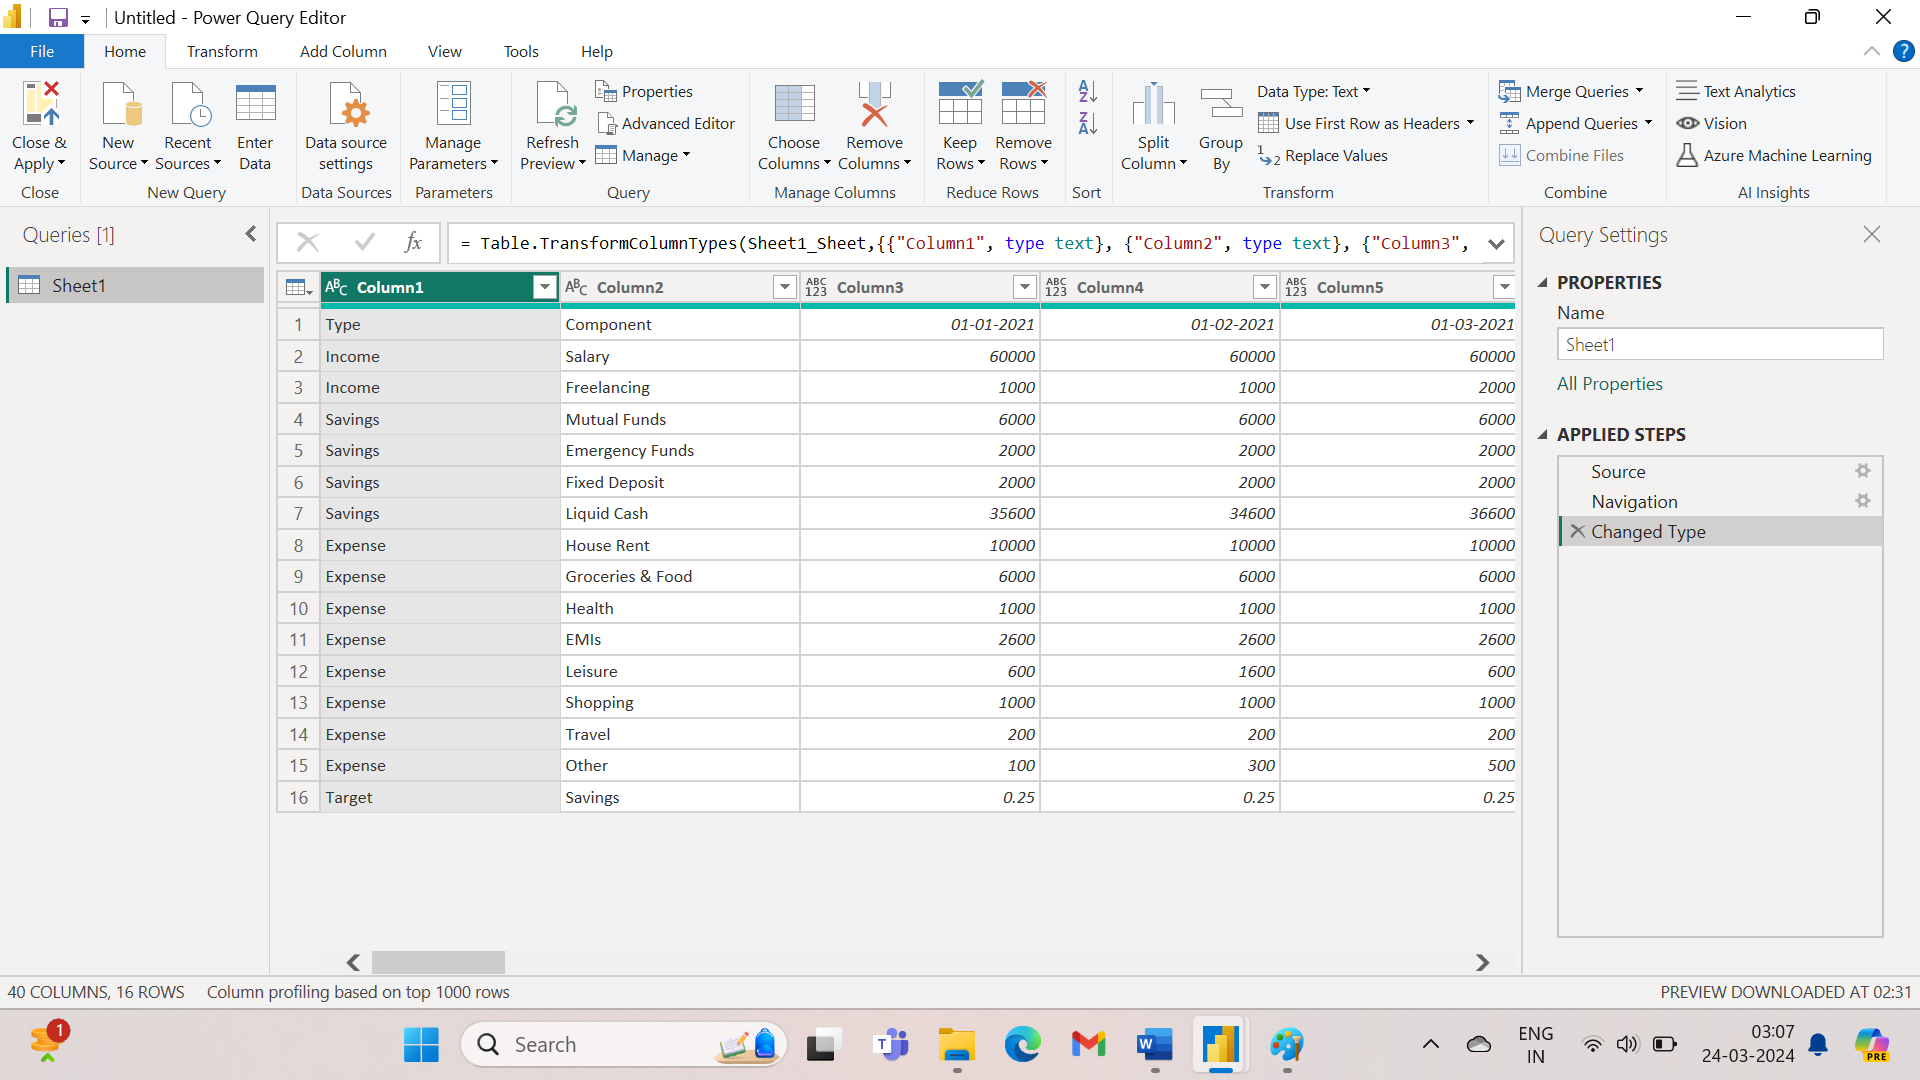 Untitled - Power Query Editor
File Home Transform Add Column View Tools Help
Close & Apply
New Source
Recent Sources
Enter Data
Data source settings
Manage Parameters
Refresh Preview
Properties
Advanced Editor
Manage
Choose Columns
Remove Columns
Keep Rows
Remove Rows
Split Column
Group By
Data Type: Text
Use First Row as Headers
Replace Values
Merge Queries
Append Queries
Combine Files
Text Analytics
Vision
Azure Machine Learning
Close New Query Data Sources Parameters Query Manage Columns Reduce Rows Sort Transform Combine AI Insights
Queries [1]
Sheet1
fx = Table.TransformColumnTypes(Sheet1_Sheet,{{"Column1", type text}, {"Column2", type text}, {"Column3",
ABC Column1 ABC Column2 ABC 123 Column3 ABC 123 Column4 ABC 123 Column5
1 Type Component 01-01-2021 01-02-2021 01-03-2021
2 Income Salary 60000 60000 60000
3 Income Freelancing 1000 1000 2000
4 Savings Mutual Funds 6000 6000 6000
5 Savings Emergency Funds 2000 2000 2000
6 Savings Fixed Deposit 2000 2000 2000
7 Savings Liquid Cash 35600 34600 36600
8 Expense House Rent 10000 10000 10000
9 Expense Groceries & Food 6000 6000 6000
10 Expense Health 1000 1000 1000
11 Expense EMIs 2600 2600 2600
12 Expense Leisure 600 1600 600
13 Expense Shopping 1000 1000 1000
14 Expense Travel 200 200 200
15 Expense Other 100 300 500
16 Target Savings 0.25 0.25 0.25
Query Settings
PROPERTIES
Name
Sheet1
All Properties
APPLIED STEPS
Source
Navigation
Changed Type
40 COLUMNS, 16 ROWS Column profiling based on top 1000 rows PREVIEW DOWNLOADED AT 02:31
1
Search
ENG
IN
03:07
24-03-2024
PRE